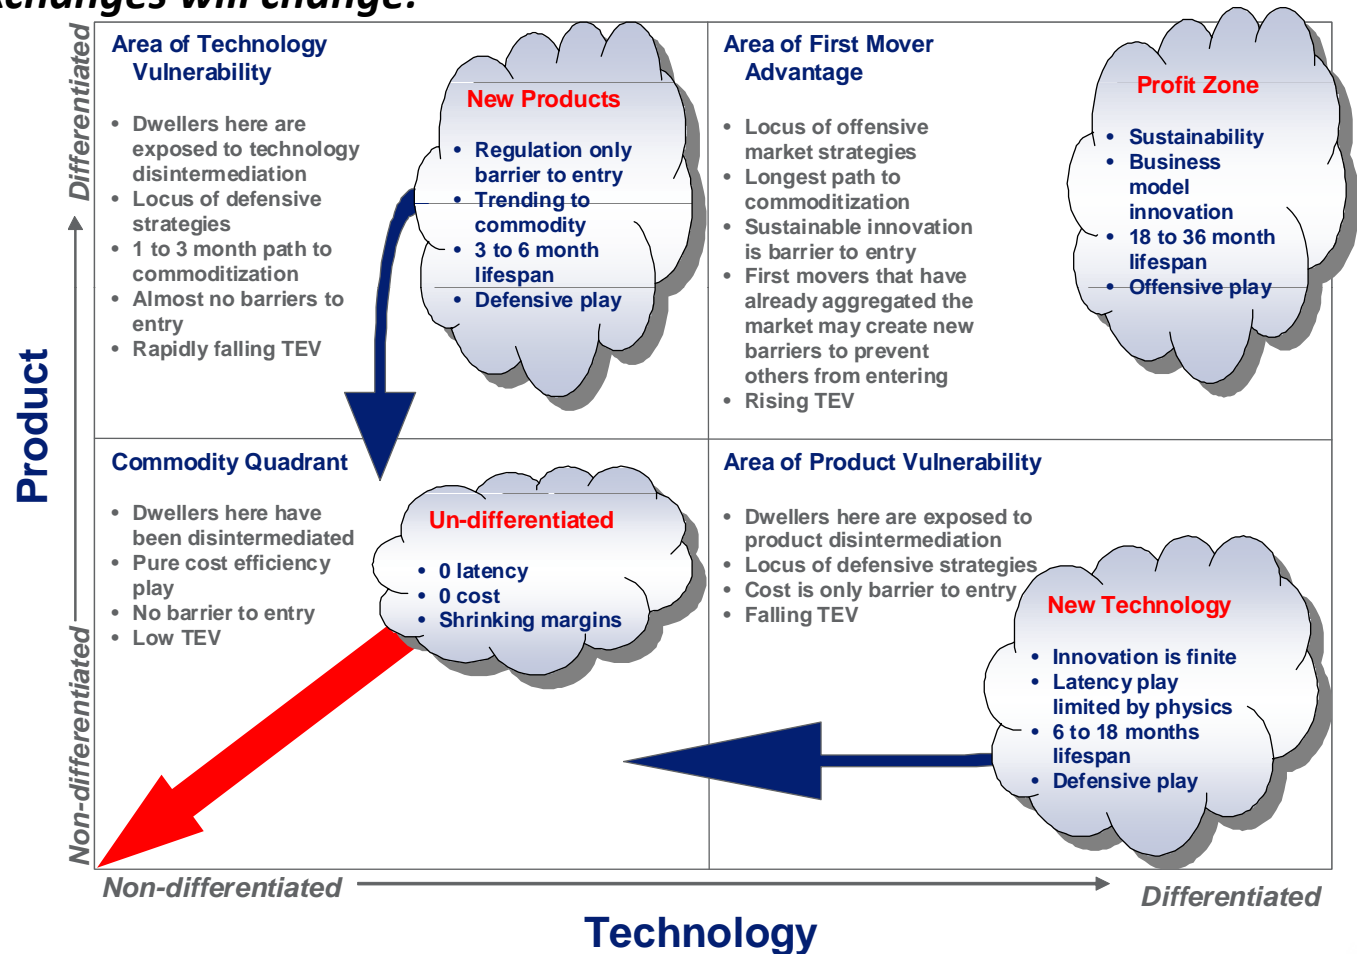 xchanges will change:
Area of Technology
Vulnerability
• Dwellers here are
exposed to technology
disintermediation
• Locus of defensive
strategies
• 1 to 3 month path to
commoditization
• Almost no barriers to
entry
• Rapidly falling TEV
New Products
• Regulation only
barrier to entry
• Trending to
commodity
• 3 to 6 month
lifespan
• Defensive play
Area of First Mover
Advantage
• Locus of offensive
market strategies
• Longest path to
commoditization
• Sustainable innovation
is barrier to entry
• First movers that have
already aggregated the
market may create new
barriers to prevent
others from entering
• Rising TEV
Profit Zone
• Sustainability
• Business
model
innovation
• 18 to 36 month
lifespan
• Offensive play
Differentiated
Product
Non-differentiated
Commodity Quadrant
• Dwellers here have
been disintermediated
• Pure cost efficiency
play
• No barrier to entry
• Low TEV
Un-differentiated
• 0 latency
• 0 cost
• Shrinking margins
Area of Product Vulnerability
• Dwellers here are exposed to
product disintermediation
• Locus of defensive strategies
• Cost is only barrier to entry
• Falling TEV
New Technology
• Innovation is finite
• Latency play
limited by physics
• 6 to 18 months
lifespan
• Defensive play
Non-differentiated
Differentiated
Technology